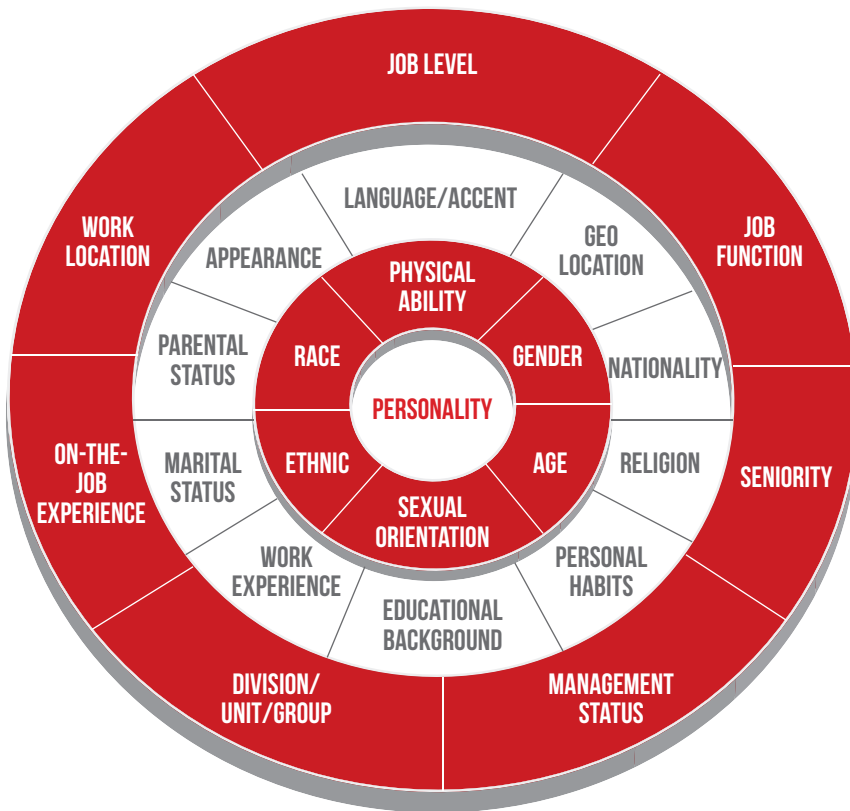 JOB LEVEL
JOB
FUNCTION
SENIORITY
MANAGEMENT
STATUS
DIVISION/
UNIT/GROUP
ON-THE-
JOB
EXPERIENCE
WORK
LOCATION
LANGUAGE/ACCENT
GEO
LOCATION
NATIONALITY
RELIGION
PERSONAL
HABITS
EDUCATIONAL
BACKGROUND
WORK
EXPERIENCE
MARITAL
STATUS
PARENTAL
STATUS
APPEARANCE
PHYSICAL
ABILITY
GENDER
AGE
SEXUAL
ORIENTATION
ETHNIC
RACE
PERSONALITY